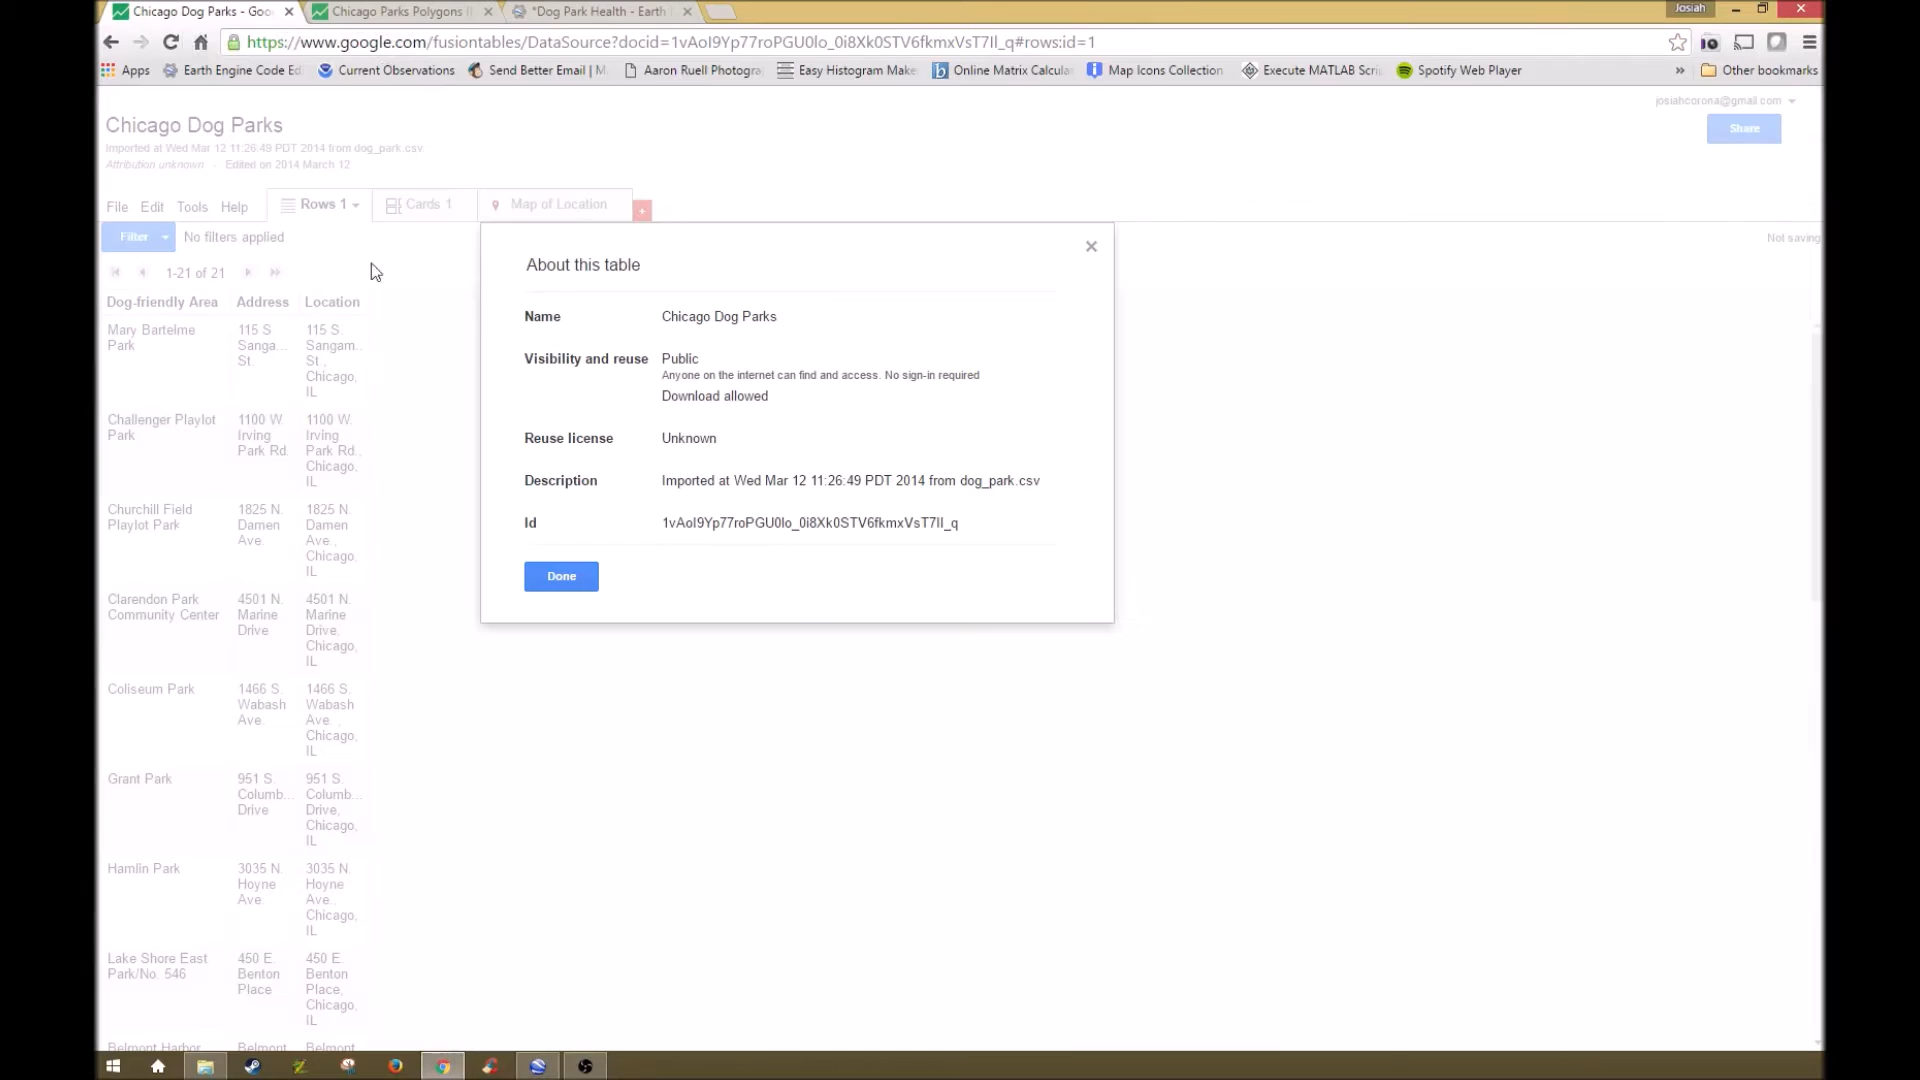 Chicago Dog Parks - Goo
Chicago Parks Polygons
*Dog Park Health - Earth
Josiah
https://www.google.com/fusiontables/DataSource?docid=1vAoI9Yp77roPGU0lo_0i8Xk0STV6fkmxVsT7Il_q#rows:id=1
Apps
Earth Engine Code Ed
Current Observations
Send Better Email | M
Aaron Ruell Photogra
Easy Histogram Make
Online Matrix Calcula
Map Icons Collection
Execute MATLAB Scri
Spotify Web Player
»
Other bookmarks
josiahcorona@gmail.com
Chicago Dog Parks
Share
Imported at Wed Mar 12 11:26:49 PDT 2014 from dog_park.csv.
Attribution unknown - Edited on 2014 March 12
File Edit Tools Help
Rows 1
Cards 1
Map of Location
+
Filter
No filters applied
Not saving
1-21 of 21
Dog-friendly Area Address Location
Mary Bartelme
Park
115 S
Sanga...
St.
115 S.
Sangam..
St.,
Chicago,
IL
Challenger Playlot
Park
1100 W.
Irving
Park Rd.
1100 W.
Irving
Park Rd.,
Chicago,
IL
Churchill Field
Playlot Park
1825 N.
Damen
Ave.
1825 N.
Damen
Ave.,
Chicago,
IL
Clarendon Park
Community Center
4501 N.
Marine
Drive
4501 N.
Marine
Drive,
Chicago,
IL
Coliseum Park
1466 S.
Wabash
Ave.
1466 S.
Wabash
Ave. ,
Chicago,
IL
Grant Park
951 S.
Columb...
Drive
951 S.
Columb...
Drive,
Chicago,
IL
Hamlin Park
3035 N.
Hoyne
Ave.
3035 N.
Hoyne
Ave.,
Chicago,
IL
Lake Shore East
Park/No. 546
450 E.
Benton
Place
450 E.
Benton
Place,
Chicago,
IL
Belmont Harbor
Belmont
Belmont
About this table
Name
Chicago Dog Parks
Visibility and reuse
Public
Anyone on the internet can find and access. No sign-in required
Download allowed
Reuse license
Unknown
Description
Imported at Wed Mar 12 11:26:49 PDT 2014 from dog_park.csv
Id
1vAoI9Yp77roPGU0lo_0i8Xk0STV6fkmxVsT7Il_q
Done